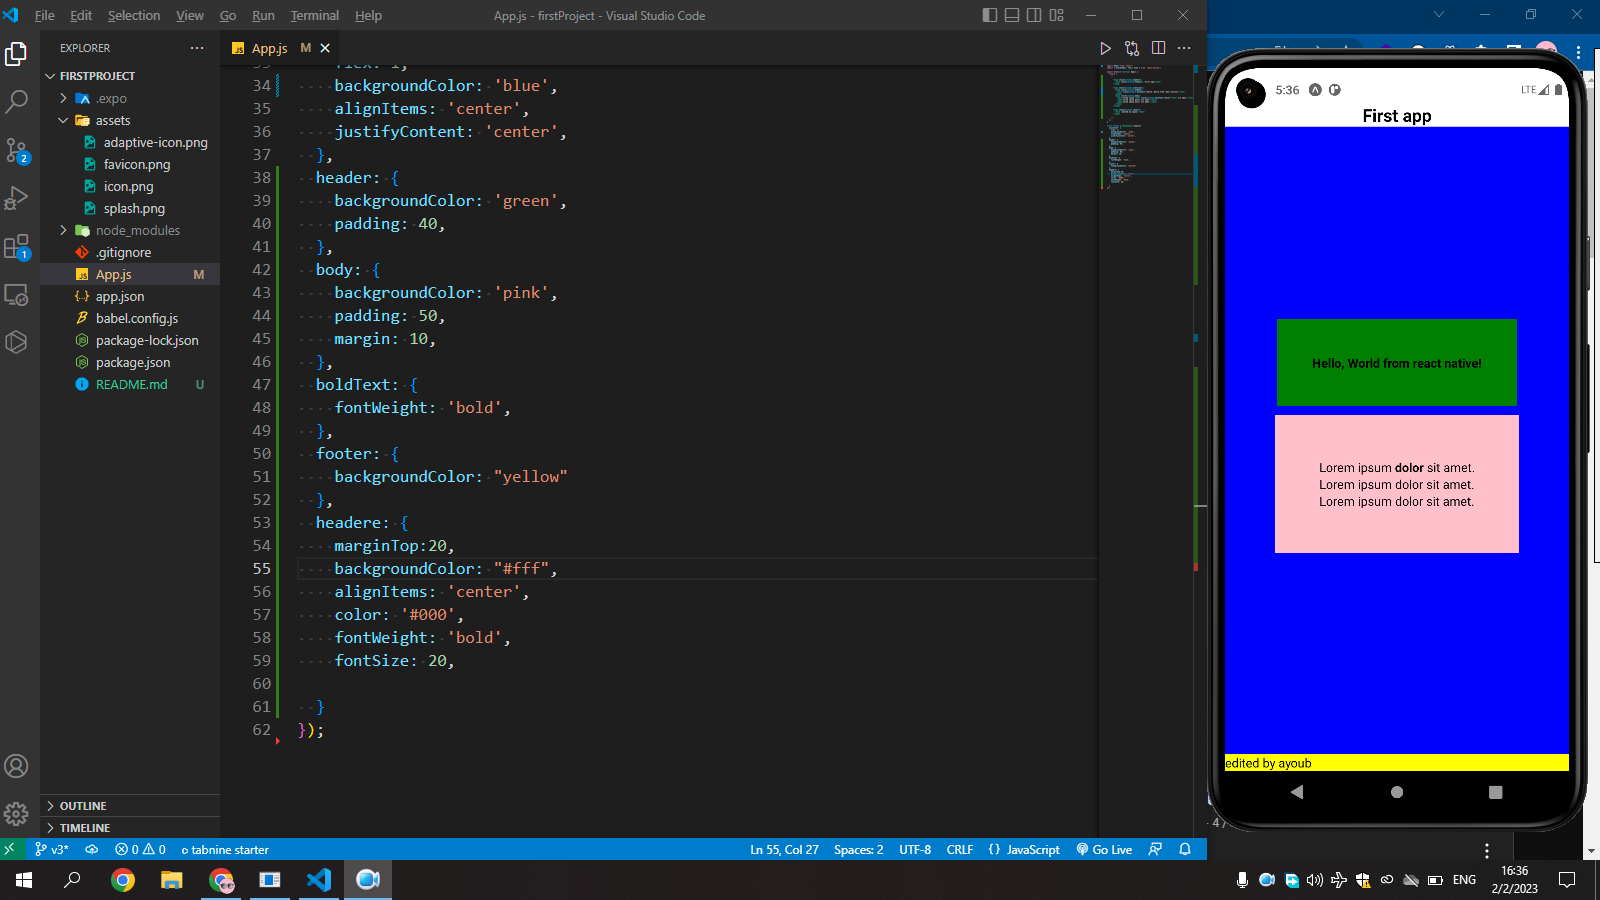 File Edit Selection View Go Run Terminal Help
App.js - firstProject - Visual Studio Code
EXPLORER
FIRSTPROJECT
.expo
assets
adaptive-icon.png
favicon.png
icon.png
splash.png
node_modules
.gitignore
App.js M
app.json
babel.config.js
package-lock.json
package.json
README.md U
OUTLINE
TIMELINE
2
1
App.js M
34 backgroundColor: 'blue',
35 alignItems: 'center',
36 justifyContent: 'center',
37 },
38 header: {
39 backgroundColor: 'green',
40 padding: 40,
41 },
42 body: {
43 backgroundColor: 'pink',
44 padding: 50,
45 margin: 10,
46 },
47 boldText: {
48 fontWeight: 'bold',
49 },
50 footer: {
51 backgroundColor: "yellow"
52 },
53 headere: {
54 marginTop:20,
55 backgroundColor: "#fff",
56 alignItems: 'center',
57 color: '#000',
58 fontWeight: 'bold',
59 fontSize: 20,
60
61 }
62 });
5:36 LTE
First app
Hello, World from react native!
Lorem ipsum dolor sit amet.
Lorem ipsum dolor sit amet.
Lorem ipsum dolor sit amet.
edited by ayoub
v3* 0 0 tabnine starter
Ln 55, Col 27 Spaces: 2 UTF-8 CRLF {} JavaScript Go Live
ENG
16:36
2/2/2023